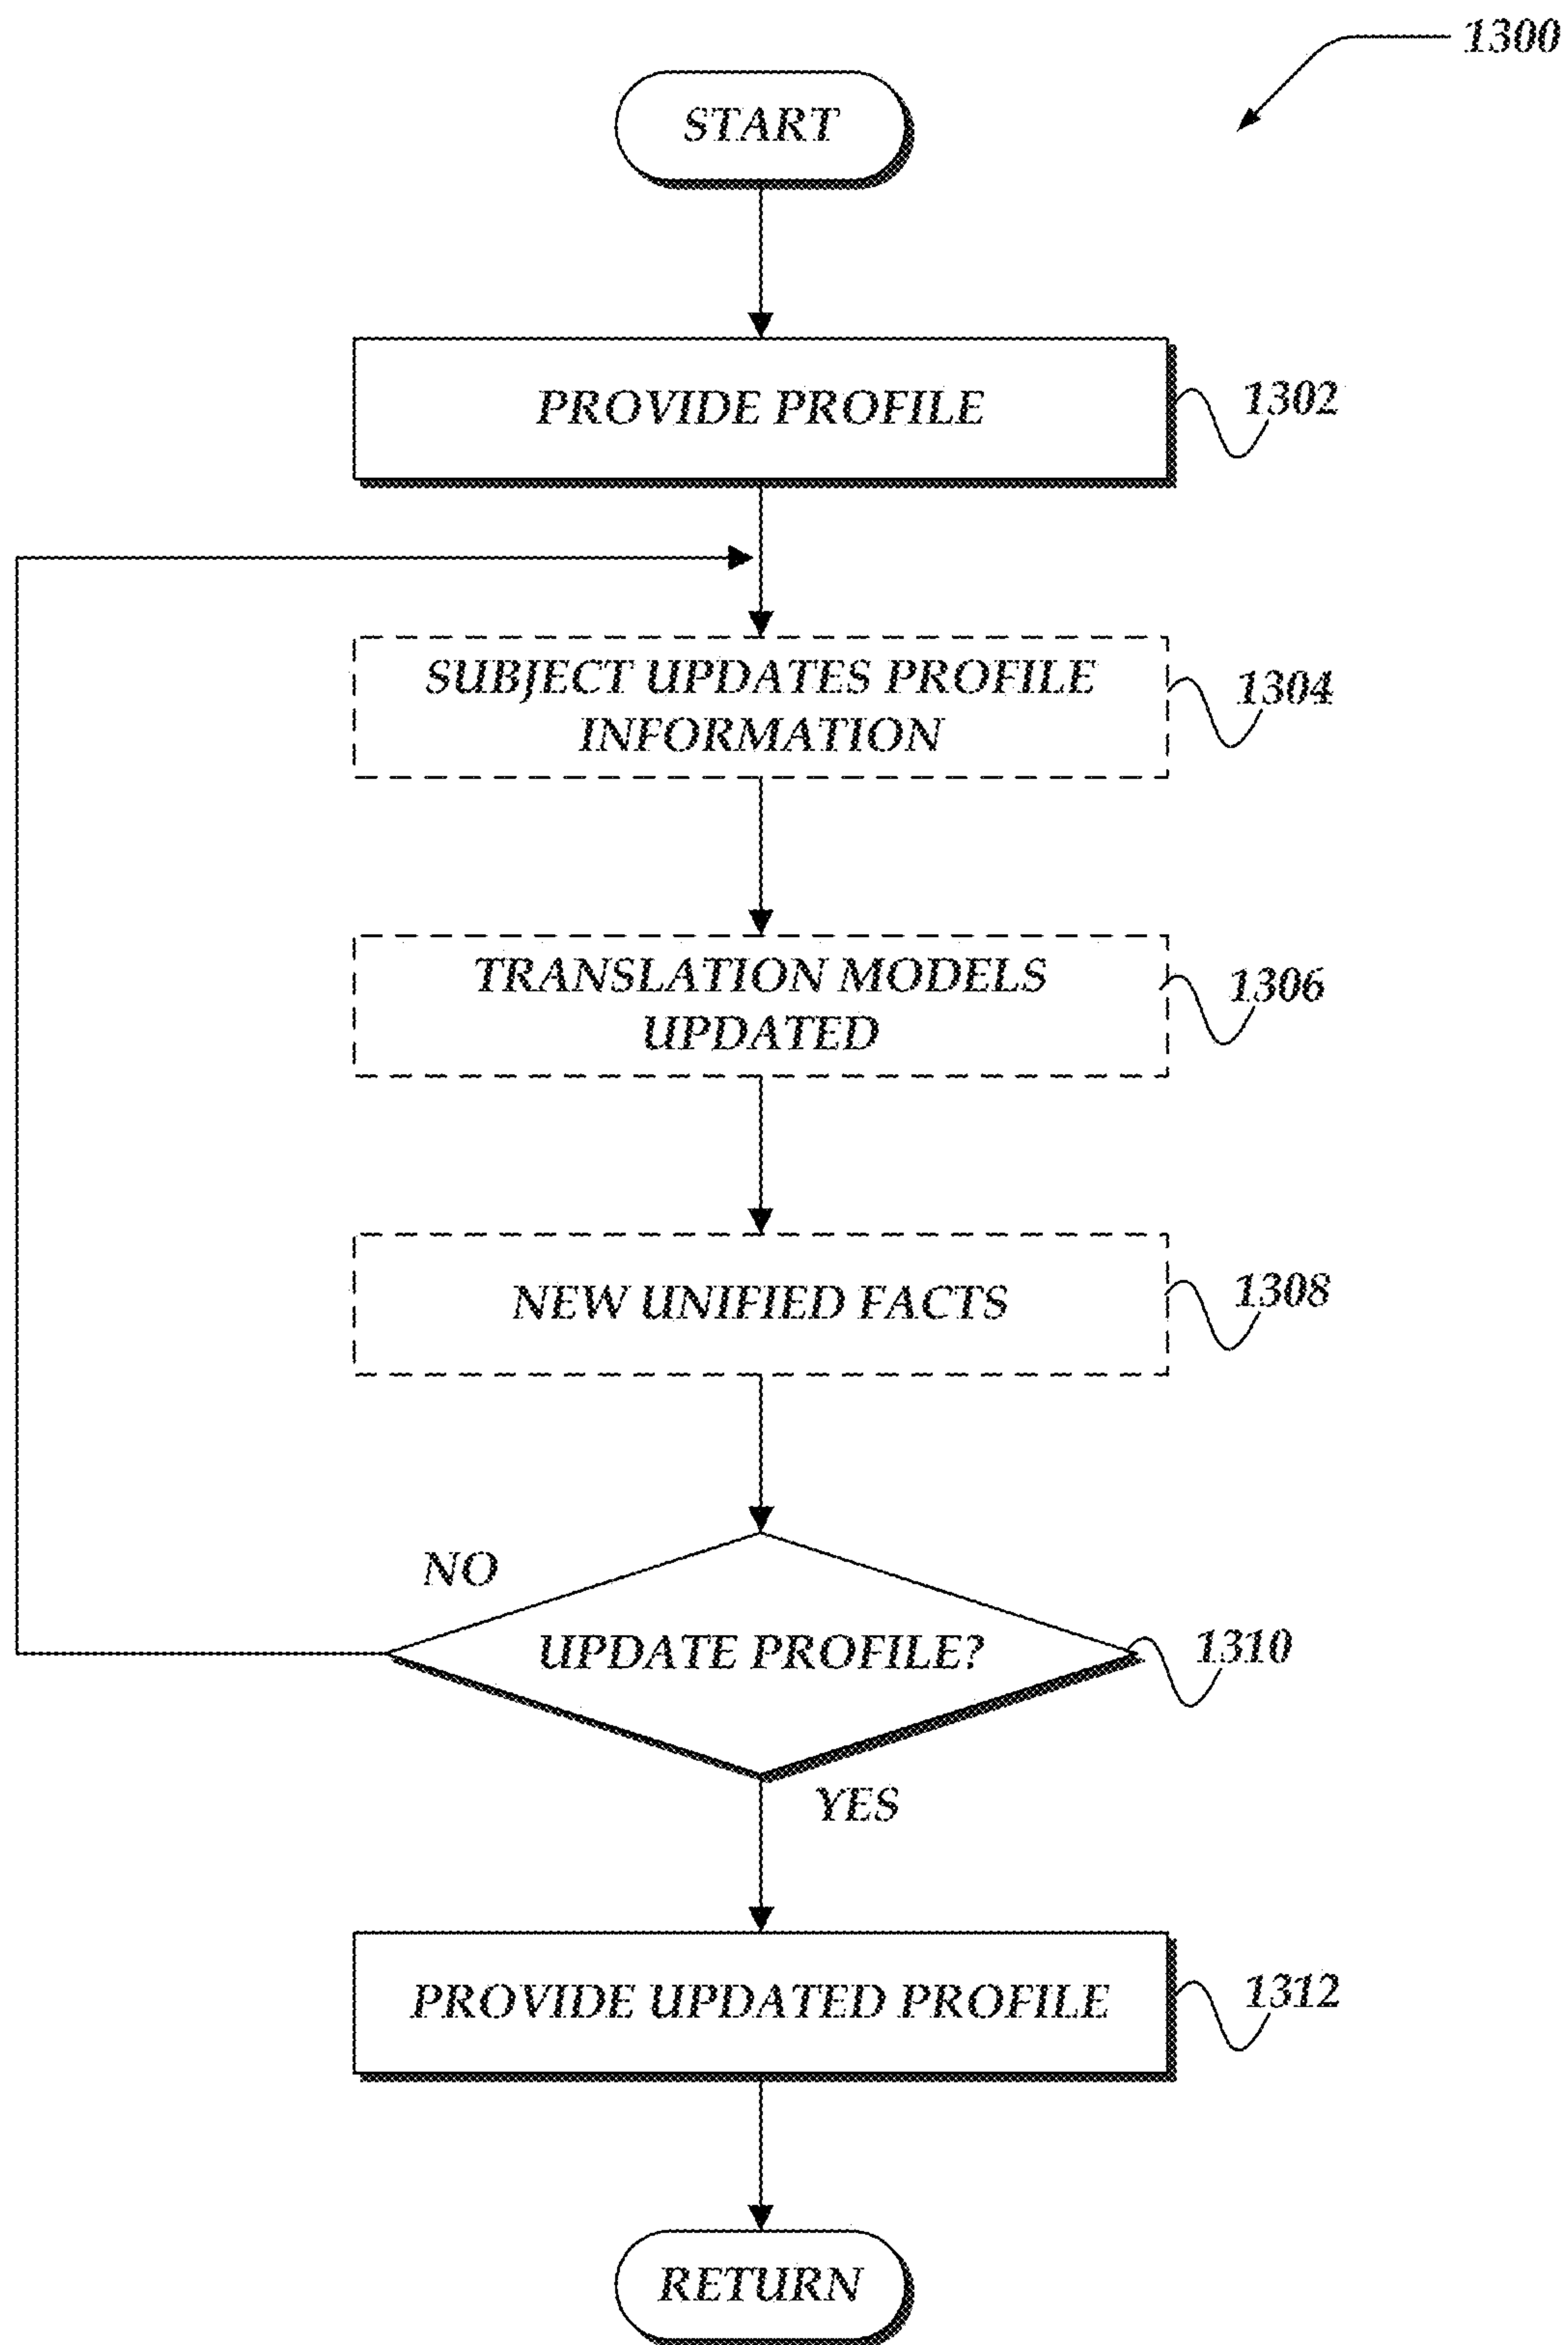 1300
START
PROVIDE PROFILE
1302
SUBJECT UPDATES PROFILE
INFORMATION
1304
TRANSLATION MODELS
UPDATED
1306
NEW UNIFIED FACTS
1308
NO
UPDATE PROFILE?
1310
YES
PROVIDE UPDATED PROFILE
1312
RETURN